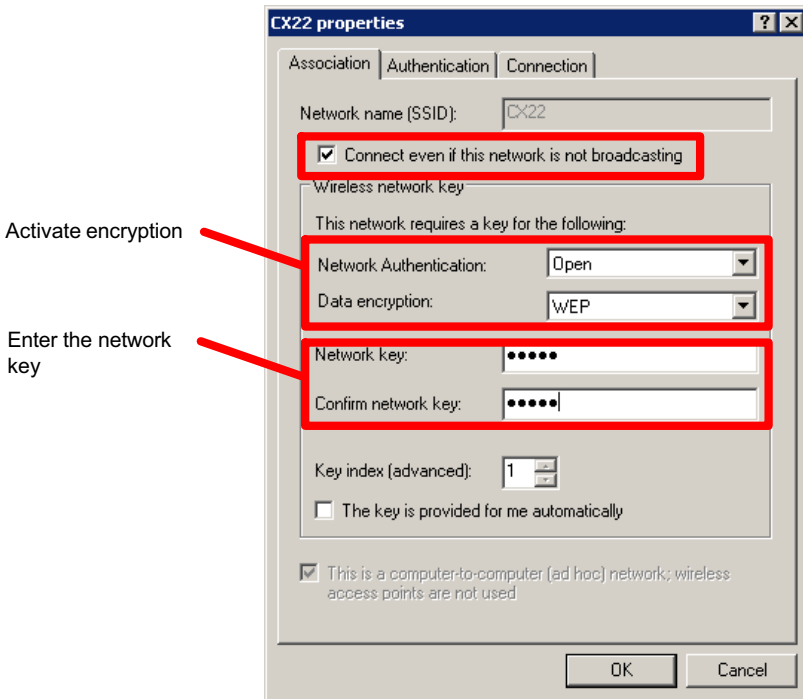 CX22 properties
Association
Authentication
Connection
Network name (SSID):
CX22
Connect even if this network is not broadcasting
Wireless network key
This network requires a key for the following:
Activate encryption
Network Authentication:
Open
Data encryption:
WEP
Enter the network
key
Network key:
●●●●●
Confirm network key:
●●●●●
Key index (advanced):
1
The key is provided for me automatically
This is a computer-to-computer (ad hoc) network; wireless
access points are not used
OK
Cancel